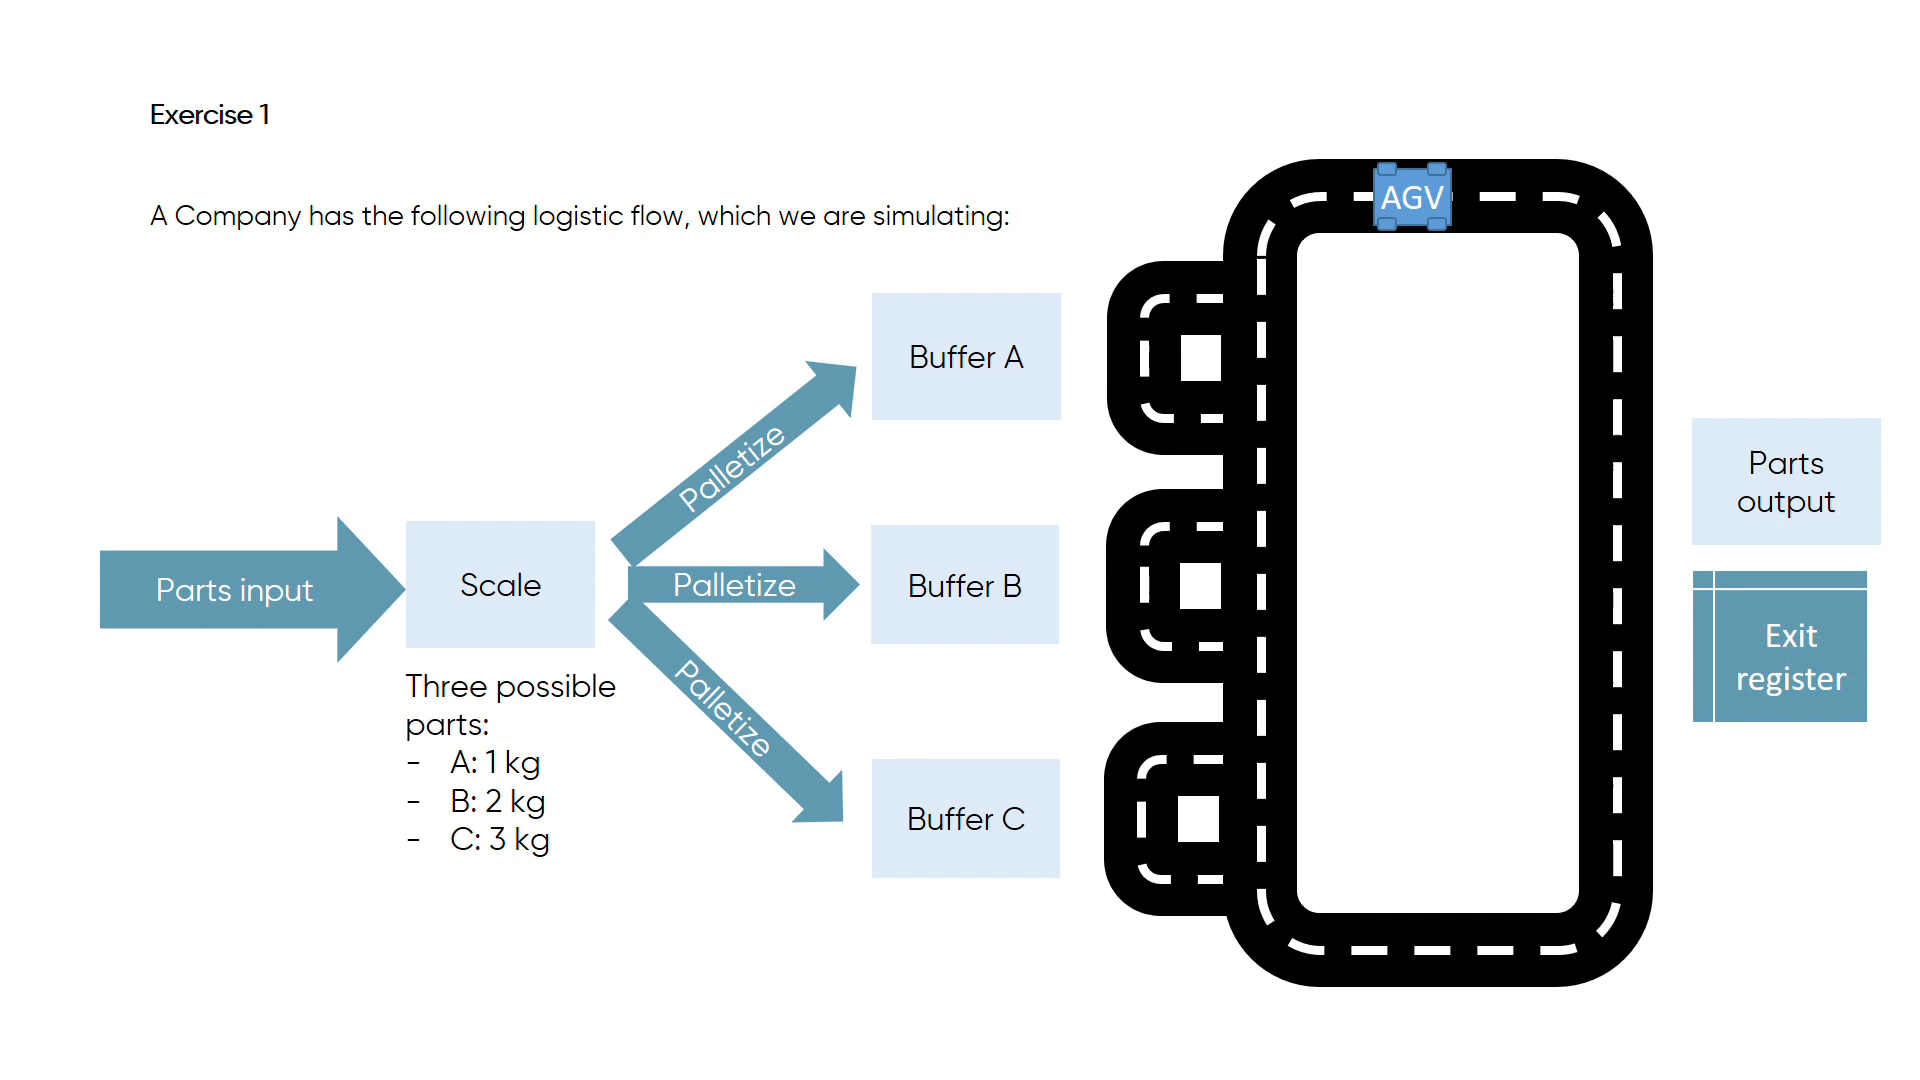 Exercise 1
A Company has the following logistic flow, which we are simulating:
AGV
Buffer A
Palletize
Parts
output
Parts input
Scale
Palletize
Buffer B
Exit
register
Three possible
parts:
- A: 1 kg
- B: 2 kg
- C: 3 kg
Palletize
Buffer C